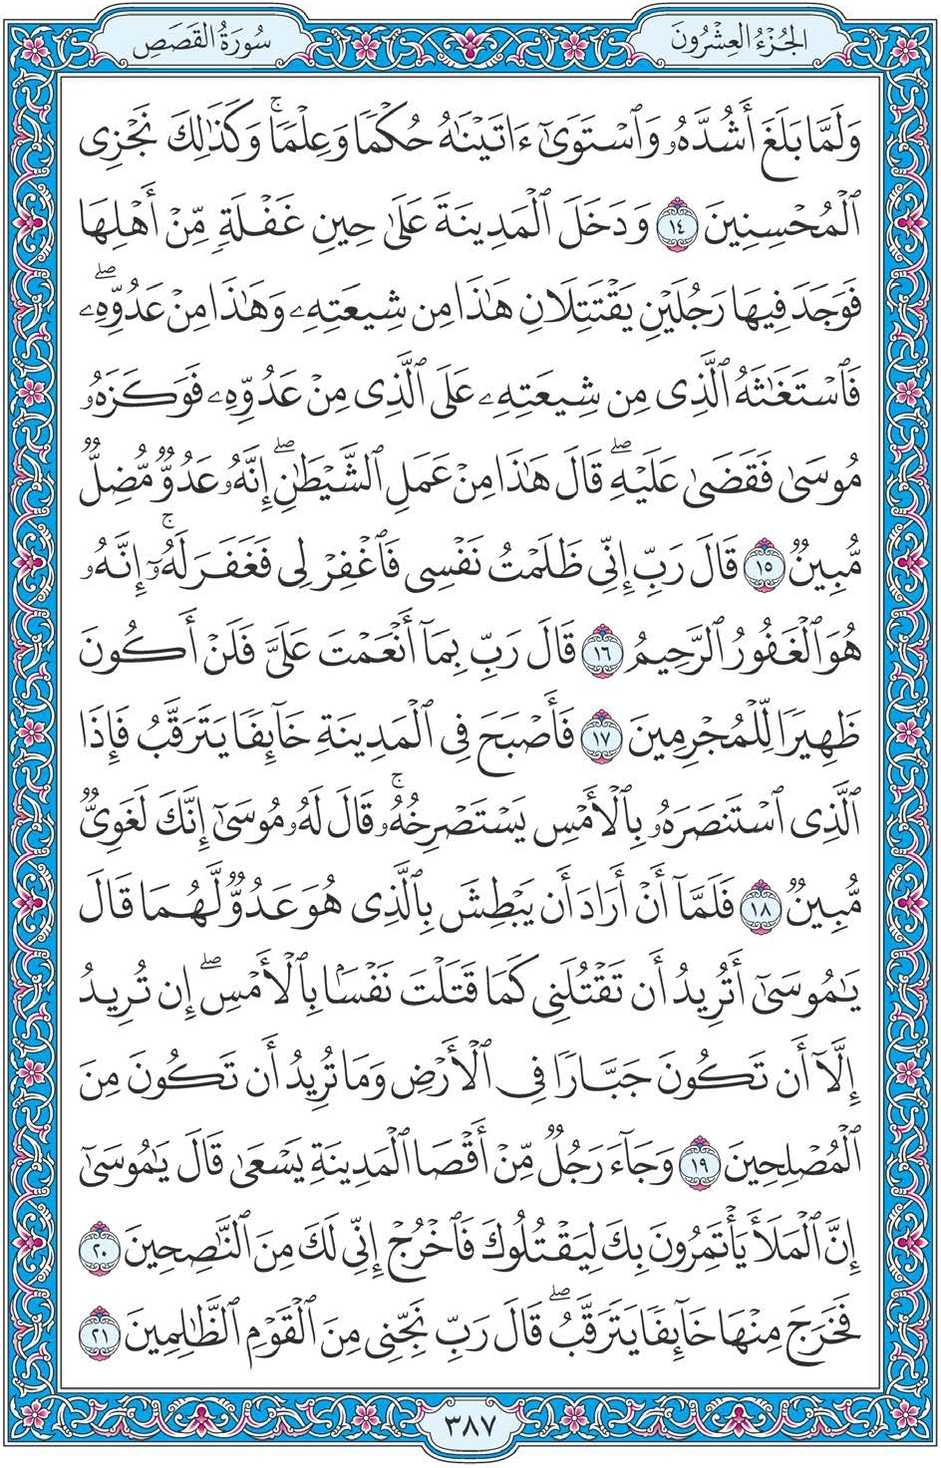 الجُزْءُ العِشْرُونَ
سُورَةُ القَصَصِ
وَلَمَّا بَلَغَ أَشُدَّهُۥ وَٱسْتَوَىٰٓ ءَاتَيْنَٰهُ حُكْمًا وَعِلْمًاۚ وَكَذَٰلِكَ نَجْزِى
ٱلْمُحْسِنِينَ ١٤ وَدَخَلَ ٱلْمَدِينَةَ عَلَىٰ حِينِ غَفْلَةٍ مِّنْ أَهْلِهَا
فَوَجَدَ فِيهَا رَجُلَيْنِ يَقْتَتِلَانِ هَٰذَا مِن شِيعَتِهِۦ وَهَٰذَا مِنْ عَدُوِّهِۦۖ
فَٱسْتَغَٰثَهُ ٱلَّذِى مِن شِيعَتِهِۦ عَلَى ٱلَّذِى مِنْ عَدُوِّهِۦ فَوَكَزَهُۥ
مُوسَىٰ فَقَضَىٰ عَلَيْهِۖ قَالَ هَٰذَا مِنْ عَمَلِ ٱلشَّيْطَٰنِۖ إِنَّهُۥ عَدُوٌّ مُّضِلٌّ
مُّبِينٌ ١٥ قَالَ رَبِّ إِنِّى ظَلَمْتُ نَفْسِى فَٱغْفِرْ لِى فَغَفَرَ لَهُۥٓۚ إِنَّهُۥ
هُوَ ٱلْغَفُورُ ٱلرَّحِيمُ ١٦ قَالَ رَبِّ بِمَآ أَنْعَمْتَ عَلَىَّ فَلَنْ أَكُونَ
ظَهِيرًا لِّلْمُجْرِمِينَ ١٧ فَأَصْبَحَ فِى ٱلْمَدِينَةِ خَآئِفًا يَتَرَقَّبُ فَإِذَا
ٱلَّذِى ٱسْتَنصَرَهُۥ بِٱلْأَمْسِ يَسْتَصْرِخُهُۥۚ قَالَ لَهُۥ مُوسَىٰٓ إِنَّكَ لَغَوِىٌّ
مُّبِينٌ ١٨ فَلَمَّآ أَنْ أَرَادَ أَن يَبْطِشَ بِٱلَّذِى هُوَ عَدُوٌّ لَّهُمَا قَالَ
يَٰمُوسَىٰٓ أَتُرِيدُ أَن تَقْتُلَنِى كَمَا قَتَلْتَ نَفْسًۢا بِٱلْأَمْسِۖ إِن تُرِيدُ
إِلَّآ أَن تَكُونَ جَبَّارًا فِى ٱلْأَرْضِ وَمَا تُرِيدُ أَن تَكُونَ مِنَ
ٱلْمُصْلِحِينَ ١٩ وَجَآءَ رَجُلٌ مِّنْ أَقْصَا ٱلْمَدِينَةِ يَسْعَىٰ قَالَ يَٰمُوسَىٰٓ
إِنَّ ٱلْمَلَأَ يَأْتَمِرُونَ بِكَ لِيَقْتُلُوكَ فَٱخْرُجْ إِنِّى لَكَ مِنَ ٱلنَّٰصِحِينَ ٢٠
فَخَرَجَ مِنْهَا خَآئِفًا يَتَرَقَّبُۖ قَالَ رَبِّ نَجِّنِى مِنَ ٱلْقَوْمِ ٱلظَّٰلِمِينَ ٢١
٣٨٧